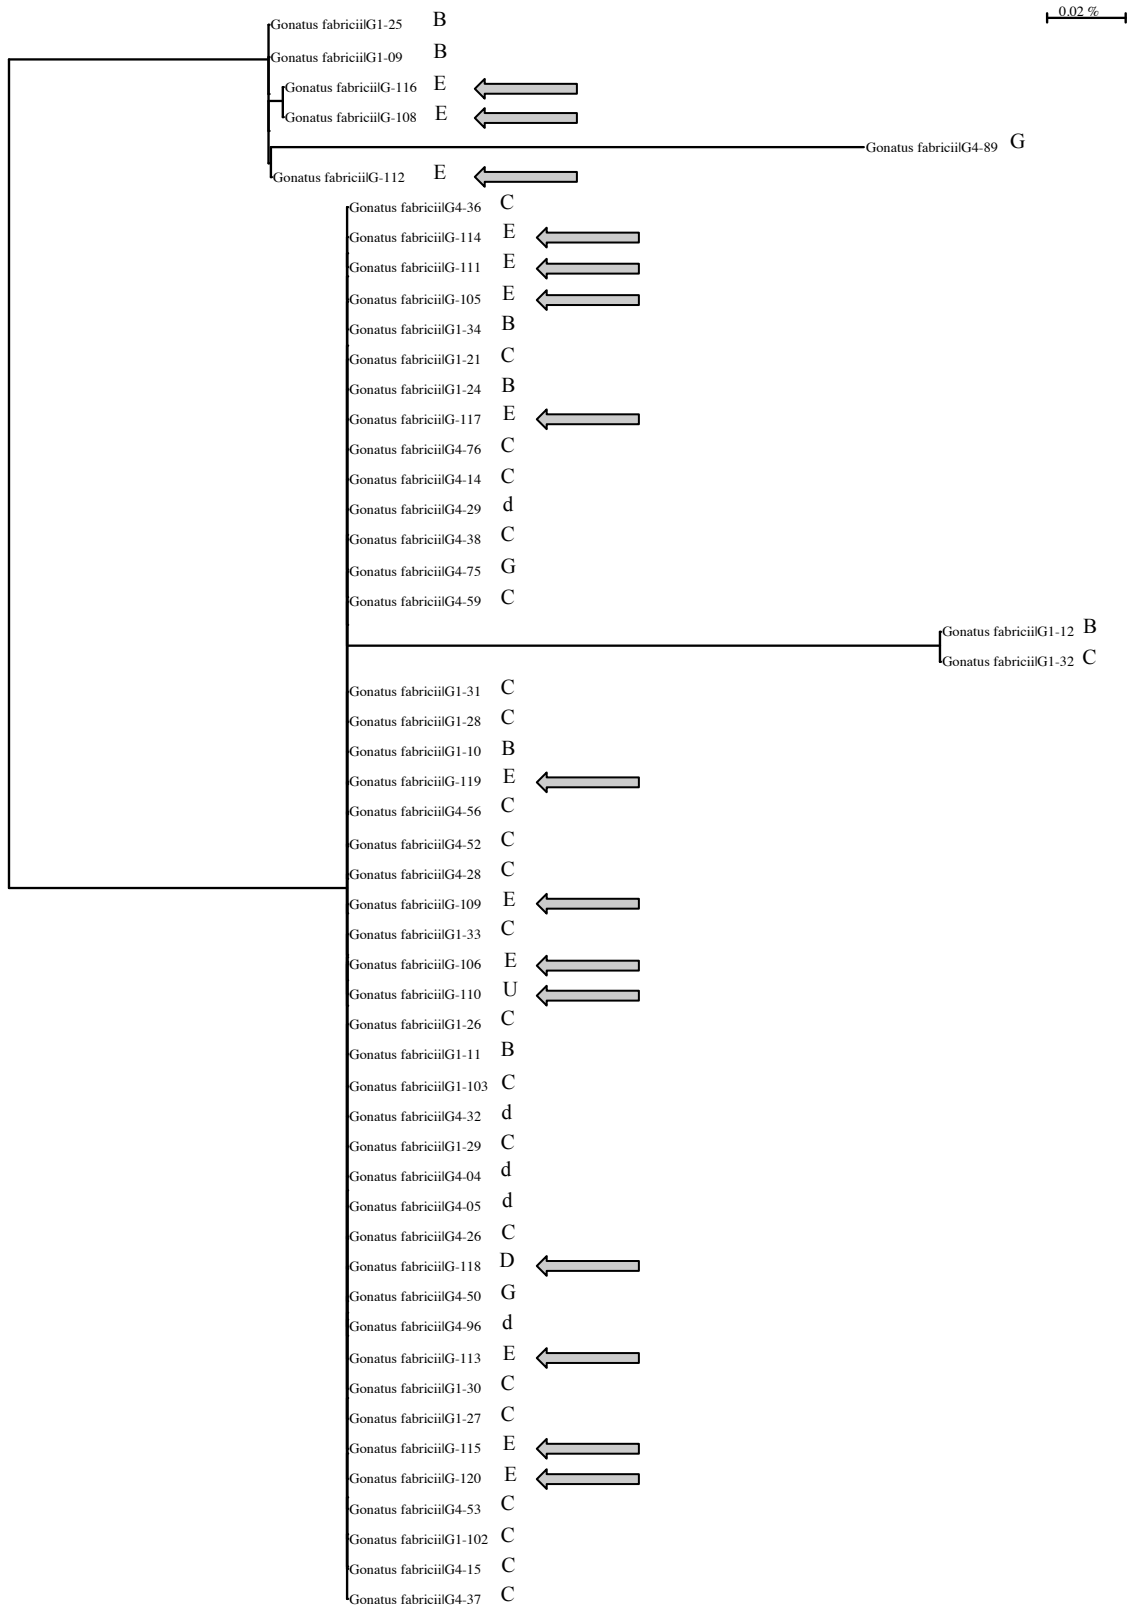 0.02 %
Gonatus fabricii|G1-25 B
Gonatus fabricii|G1-09 B
Gonatus fabricii|G-116 E
Gonatus fabricii|G-108 E
Gonatus fabricii|G4-89 G
Gonatus fabricii|G-112 E
Gonatus fabricii|G4-36 C
Gonatus fabricii|G-114 E
Gonatus fabricii|G-111 E
Gonatus fabricii|G-105 E
Gonatus fabricii|G1-34 B
Gonatus fabricii|G1-21 C
Gonatus fabricii|G1-24 B
Gonatus fabricii|G-117 E
Gonatus fabricii|G4-76 C
Gonatus fabricii|G4-14 C
Gonatus fabricii|G4-29 d
Gonatus fabricii|G4-38 C
Gonatus fabricii|G4-75 G
Gonatus fabricii|G4-59 C
Gonatus fabricii|G1-12 B
Gonatus fabricii|G1-32 C
Gonatus fabricii|G1-31 C
Gonatus fabricii|G1-28 C
Gonatus fabricii|G1-10 B
Gonatus fabricii|G-119 E
Gonatus fabricii|G4-56 C
Gonatus fabricii|G4-52 C
Gonatus fabricii|G4-28 C
Gonatus fabricii|G-109 E
Gonatus fabricii|G1-33 C
Gonatus fabricii|G-106 E
Gonatus fabricii|G-110 U
Gonatus fabricii|G1-26 C
Gonatus fabricii|G1-11 B
Gonatus fabricii|G1-103 C
Gonatus fabricii|G4-32 d
Gonatus fabricii|G1-29 C
Gonatus fabricii|G4-04 d
Gonatus fabricii|G4-05 d
Gonatus fabricii|G4-26 C
Gonatus fabricii|G-118 D
Gonatus fabricii|G4-50 G
Gonatus fabricii|G4-96 d
Gonatus fabricii|G-113 E
Gonatus fabricii|G1-30 C
Gonatus fabricii|G1-27 C
Gonatus fabricii|G-115 E
Gonatus fabricii|G-120 E
Gonatus fabricii|G4-53 C
Gonatus fabricii|G1-102 C
Gonatus fabricii|G4-15 C
Gonatus fabricii|G4-37 C